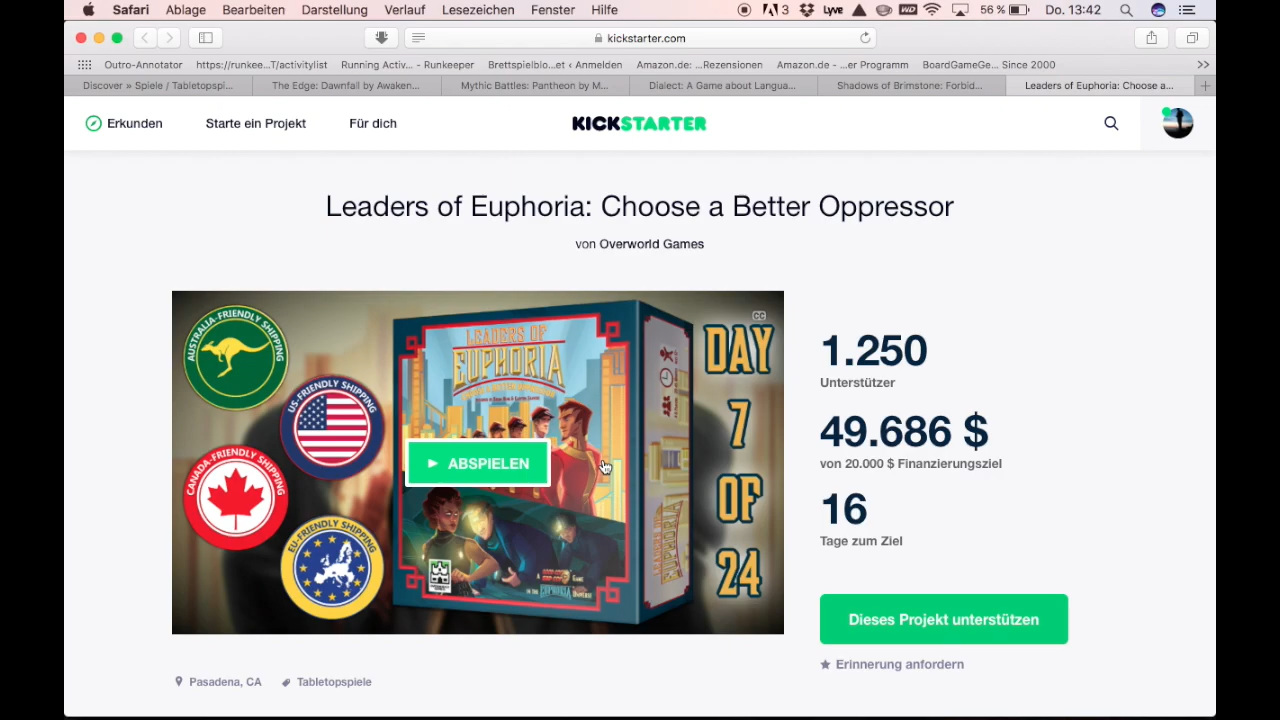 Safari Ablage Bearbeiten Darstellung Verlauf Lesezeichen Fenster Hilfe 3 Lyve WD 56 % Do. 13:42
kickstarter.com
Outro-Annotator https://runkee...T/activitylist Running Activ... - Runkeeper Brettspielblo...et ‹ Anmelden Amazon.de: ...Rezensionen Amazon.de - ...er Programm BoardGameGe... Since 2000
Discover » Spiele / Tabletopspi... The Edge: Dawnfall by Awaken... Mythic Battles: Pantheon by M... Dialect: A Game about Langua... Shadows of Brimstone: Forbid... Leaders of Euphoria: Choose a...
Erkunden Starte ein Projekt Für dich KICKSTARTER
Leaders of Euphoria: Choose a Better Oppressor
von Overworld Games
AUSTRALIA-FRIENDLY SHIPPING
US-FRIENDLY SHIPPING
CANADA-FRIENDLY SHIPPING
EU-FRIENDLY SHIPPING
LEADERS OF
EUPHORIA
ABSPIELEN
LEADERS OF
EUPHORIA
CC
DAY
7
OF
24
1.250
Unterstützer
49.686 $
von 20.000 $ Finanzierungsziel
16
Tage zum Ziel
Dieses Projekt unterstützen
Erinnerung anfordern
Pasadena, CA Tabletopspiele